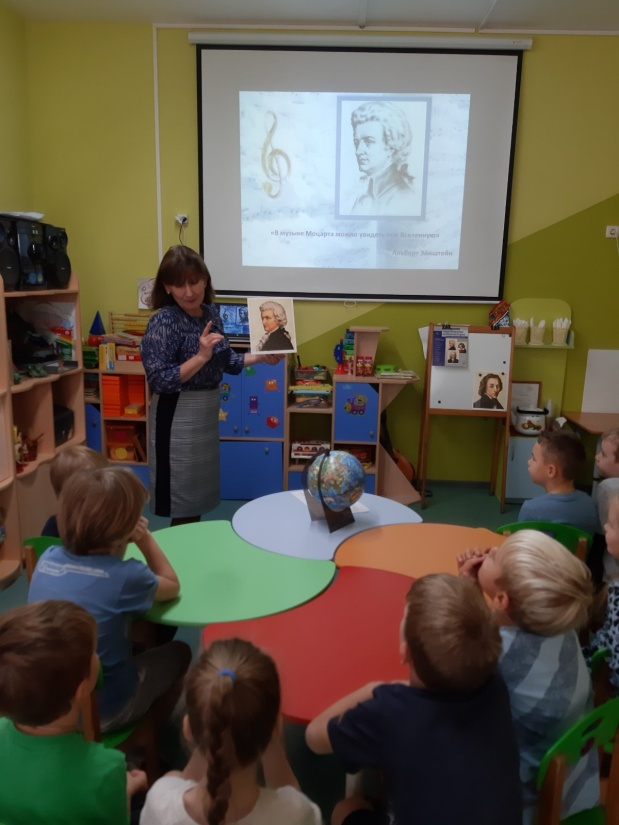 «В музыке Моцарта можно увидеть всю Вселенную»
Альберт Эйнштейн